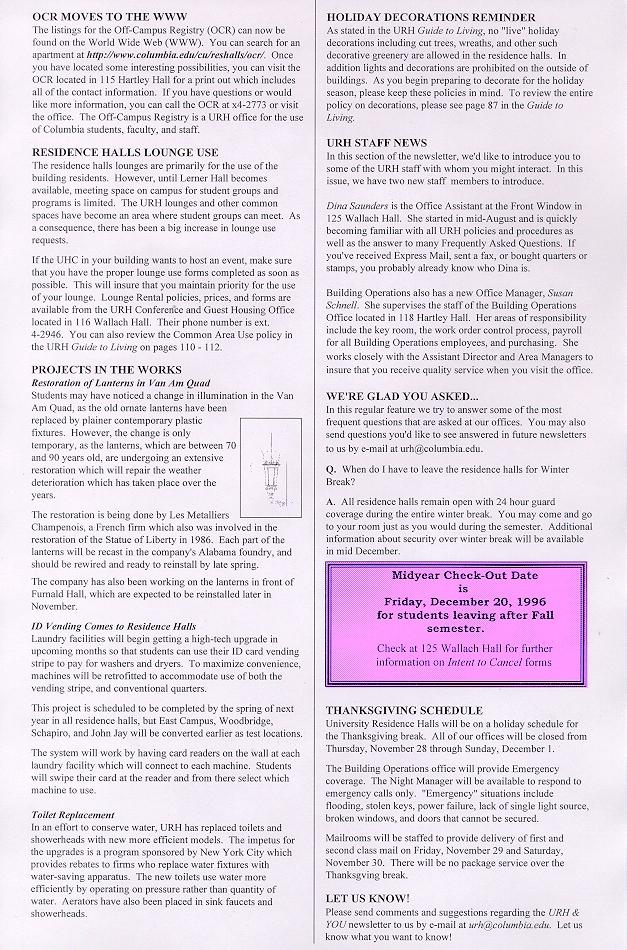 OCR MOVES TO THE WWW
The listings for the Off-Campus Registry (OCR) can now be
found on the World Wide Web (WWW).  You can search for an
apartment at http://www.columbia.edu/cu/reshalls/ocr/.  Once
you have located some interesting possibilities, you can visit the
OCR located in 115 Hartley Hall for a print out which includes
all of the contact information.  If you have questions or would
like more information, you can call the OCR at x4-2773 or visit
the office.  The Off-Campus Registry is a URH office for the use
of Columbia students, faculty, and staff.
RESIDENCE HALLS LOUNGE USE
The residence halls lounges are primarily for the use of the
building residents.  However, until Lerner Hall becomes
available, meeting space on campus for student groups and
programs is limited.  The URH lounges and other common
spaces have become an area where student groups can meet.  As
a consequence, there has been a big increase in lounge use
requests.
If the UHC in your building wants to host an event, make sure
that you have the proper lounge use forms completed as soon as
possible.  This will insure that you maintain priority for the use
of your lounge.  Lounge Rental policies, prices, and forms are
available from the URH Conference and Guest Housing Office
located in 116 Wallach Hall.  Their phone number is ext.
4-2946.  You can also review the Common Area Use policy in
the URH Guide to Living on pages 110 - 112.
PROJECTS IN THE WORKS
Restoration of Lanterns in Van Am Quad
Students may have noticed a change in illumination in the Van
Am Quad, as the old ornate lanterns have been
replaced by plainer contemporary plastic
fixtures.  However, the change is only
temporary, as the lanterns, which are between 70
and 90 years old, are undergoing an extensive
restoration which will repair the weather
deterioration which has taken place over the
years.
The restoration is being done by Les Metalliers
Champenois, a French firm which also was involved in the
restoration of the Statue of Liberty in 1986.  Each part of the
lanterns will be recast in the company's Alabama foundry, and
should be rewired and ready to reinstall by late spring.
The company has also been working on the lanterns in front of
Furnald Hall, which are expected to be reinstalled later in
November.
ID Vending Comes to Residence Halls
Laundry facilities will begin getting a high-tech upgrade in
upcoming months so that students can use their ID card vending
stripe to pay for washers and dryers.  To maximize convenience,
machines will be retrofitted to accommodate use of both the
vending stripe, and conventional quarters.
This project is scheduled to be completed by the spring of next
year in all residence halls, but East Campus, Woodbridge,
Schapiro, and John Jay will be converted earlier as test locations.
The system will work by having card readers on the wall at each
laundry facility which will connect to each machine.  Students
will swipe their card at the reader and from there select which
machine to use.
Toilet Replacement
In an effort to conserve water, URH has replaced toilets and
showerheads with new more efficient models.  The impetus for
the upgrades is a program sponsored by New York City which
provides rebates to firms who replace water fixtures with
water-saving apparatus.  The new toilets use water more
efficiently by operating on pressure rather than quantity of
water.  Aerators have also been placed in sink faucets and
showerheads.
HOLIDAY DECORATIONS REMINDER
As stated in the URH Guide to Living, no "live" holiday
decorations including cut trees, wreaths, and other such
decorative greenery are allowed in the residence halls.  In
addition lights and decorations are prohibited on the outside of
buildings.  As you begin preparing to decorate for the holiday
season, please keep these policies in mind.  To review the entire
policy on decorations, please see page 87 in the Guide to
Living.
URH STAFF NEWS
In this section of the newsletter, we'd like to introduce you to
some of the URH staff with whom you might interact.  In this
issue, we have two new staff  members to introduce.
Dina Saunders is the Office Assistant at the Front Window in
125 Wallach Hall.  She started in mid-August and is quickly
becoming familiar with all URH policies and procedures as
well as the answer to many Frequently Asked Questions.  If
you've received Express Mail, sent a fax, or bought quarters or
stamps, you probably already know who Dina is.
Building Operations also has a new Office Manager, Susan
Schnell.  She supervises the staff of the Building Operations
Office located in 118 Hartley Hall.  Her areas of responsibility
include the key room, the work order control process, payroll
for all Building Operations employees, and purchasing.  She
works closely with the Assistant Director and Area Managers to
insure that you receive quality service when you visit the office.
WE'RE GLAD YOU ASKED...
In this regular feature we try to answer some of the most
frequent questions that are asked at our offices.  You may also
send questions you'd like to see answered in future newsletters
to us by e-mail at urh@columbia.edu.
Q.  When do I have to leave the residence halls for Winter
Break?
A.  All residence halls remain open with 24 hour guard
coverage during the entire winter break.  You may come and go
to your room just as you would during the semester.  Additional
information about security over winter break will be available
in mid December.
Midyear Check-Out Date
is
Friday, December 20, 1996
for students leaving after Fall
semester.
Check at 125 Wallach Hall for further
information on Intent to Cancel forms
THANKSGIVING SCHEDULE
University Residence Halls will be on a holiday schedule for
the Thanksgiving break.  All of our offices will be closed from
Thursday, November 28 through Sunday, December 1.
The Building Operations office will provide Emergency
coverage.  The Night Manager will be available to respond to
emergency calls only.  "Emergency" situations include
flooding, stolen keys, power failure, lack of single light source,
broken windows, and doors that cannot be secured.
Mailrooms will be staffed to provide delivery of first and
second class mail on Friday, November 29 and Saturday,
November 30.  There will be no package service over the
Thanksgiving break.
LET US KNOW!
Please send comments and suggestions regarding the URH &
YOU newsletter to us by e-mail at urh@columbia.edu.  Let us
know what you want to know!